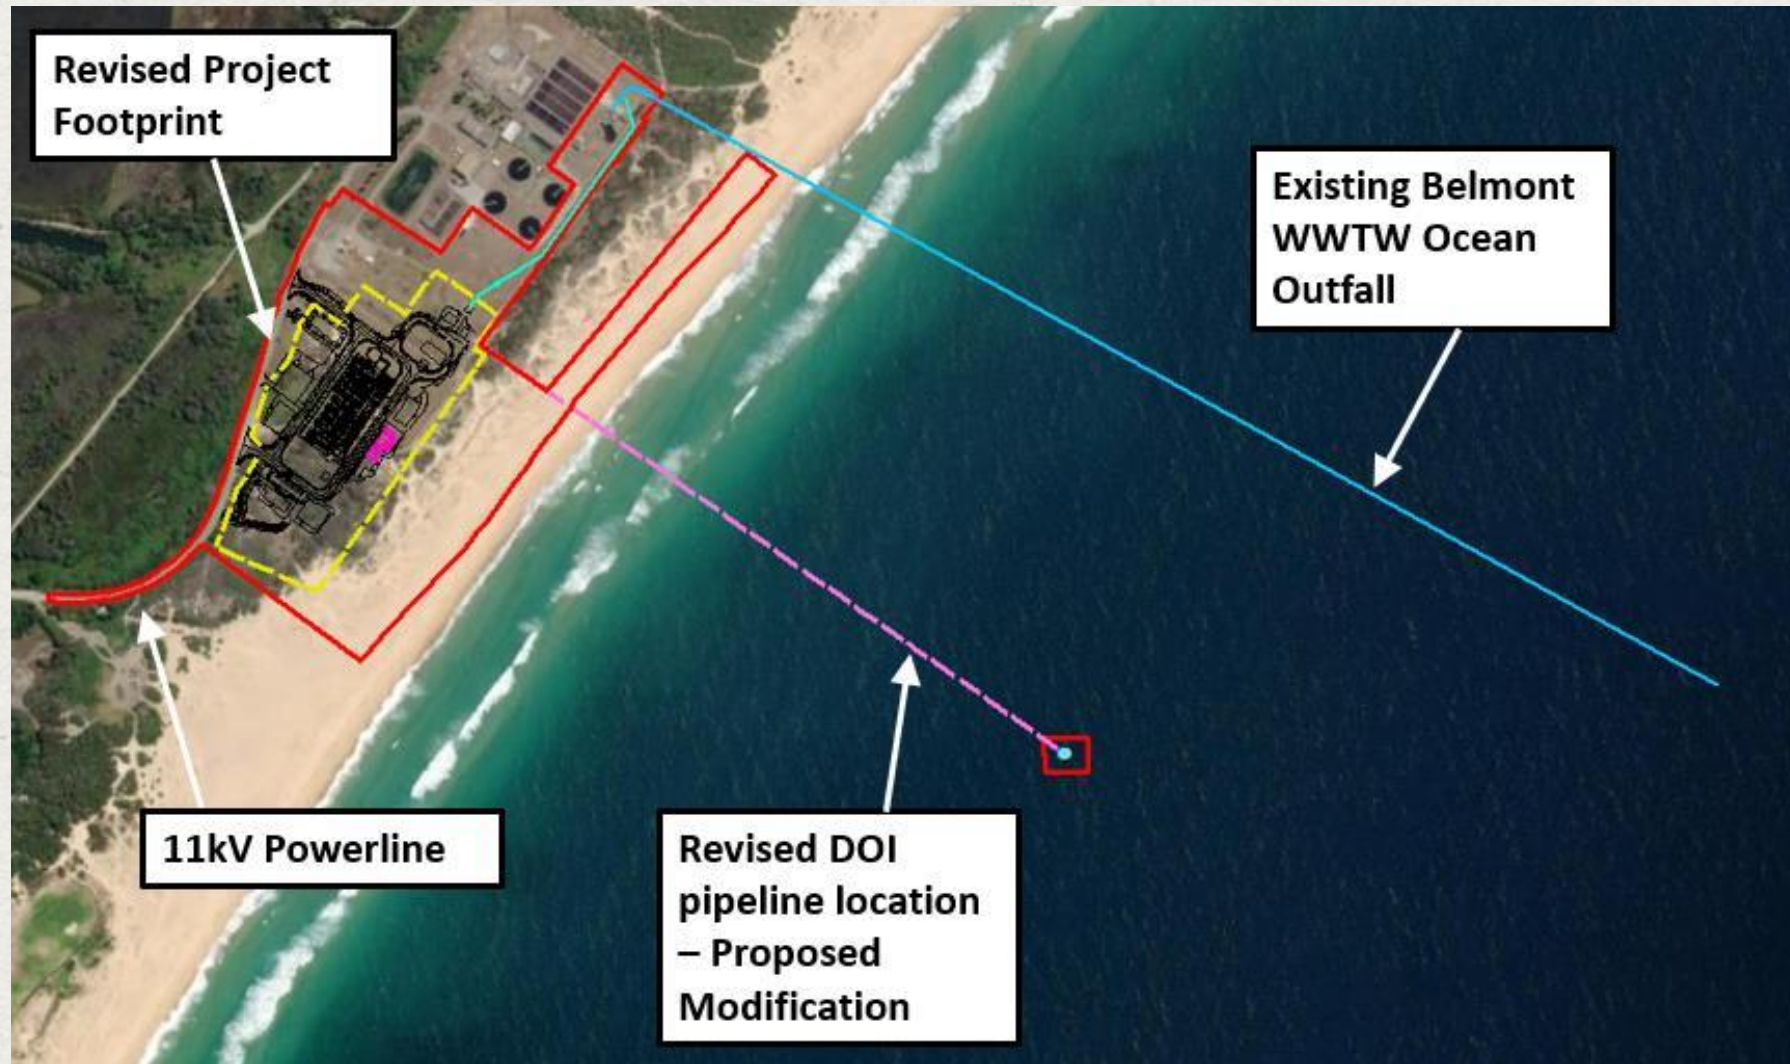 Revised Project
Footprint
Existing Belmont
WWTW Ocean
Outfall
11kV Powerline
Revised DOI
pipeline location
– Proposed
Modification